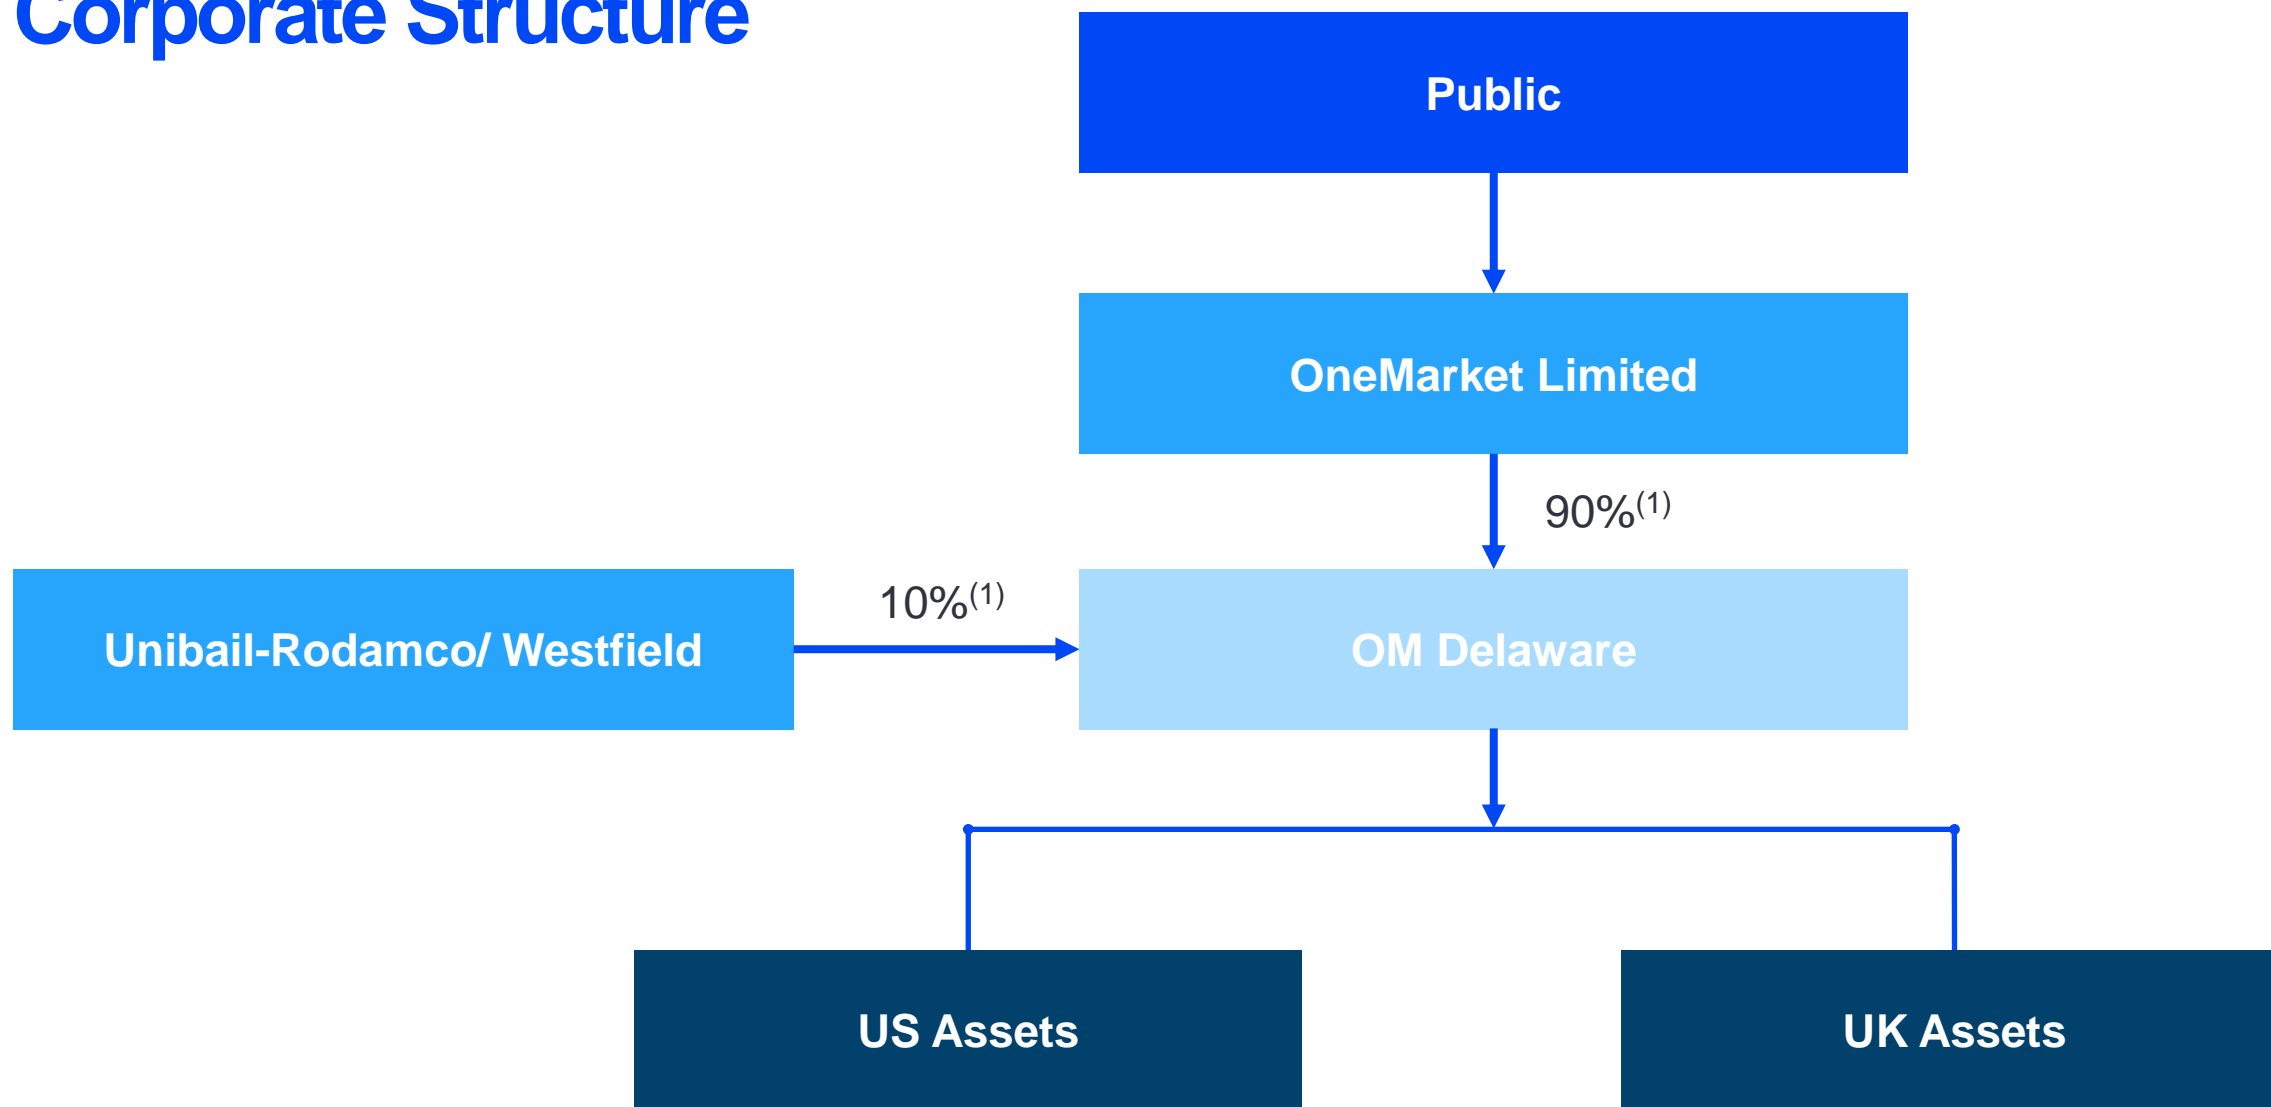 Corporate Structure
Public
OneMarket Limited
90%(1)
10%(1)
Unibail-Rodamco/ Westfield
OM Delaware
US Assets
UK Assets